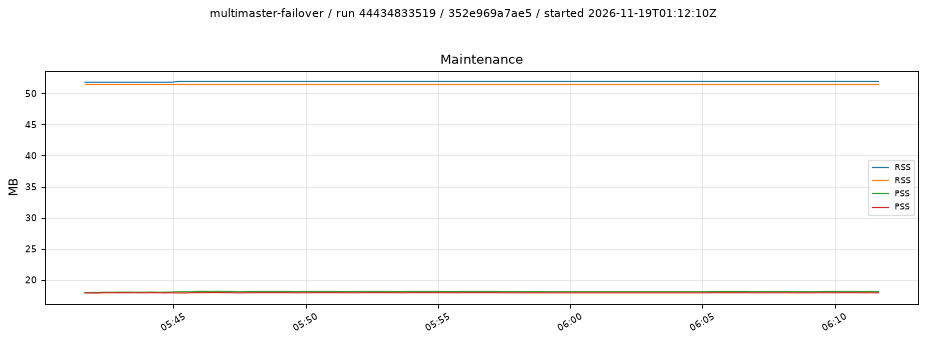 multimaster-failover / run 44434833519 / 352e969a7ae5 / started 2026-11-19T01:12:10Z
Maintenance
MB
50
45
40
35
30
25
20
05:45
05:50
05:55
06:00
06:05
06:10
RSS
RSS
PSS
PSS